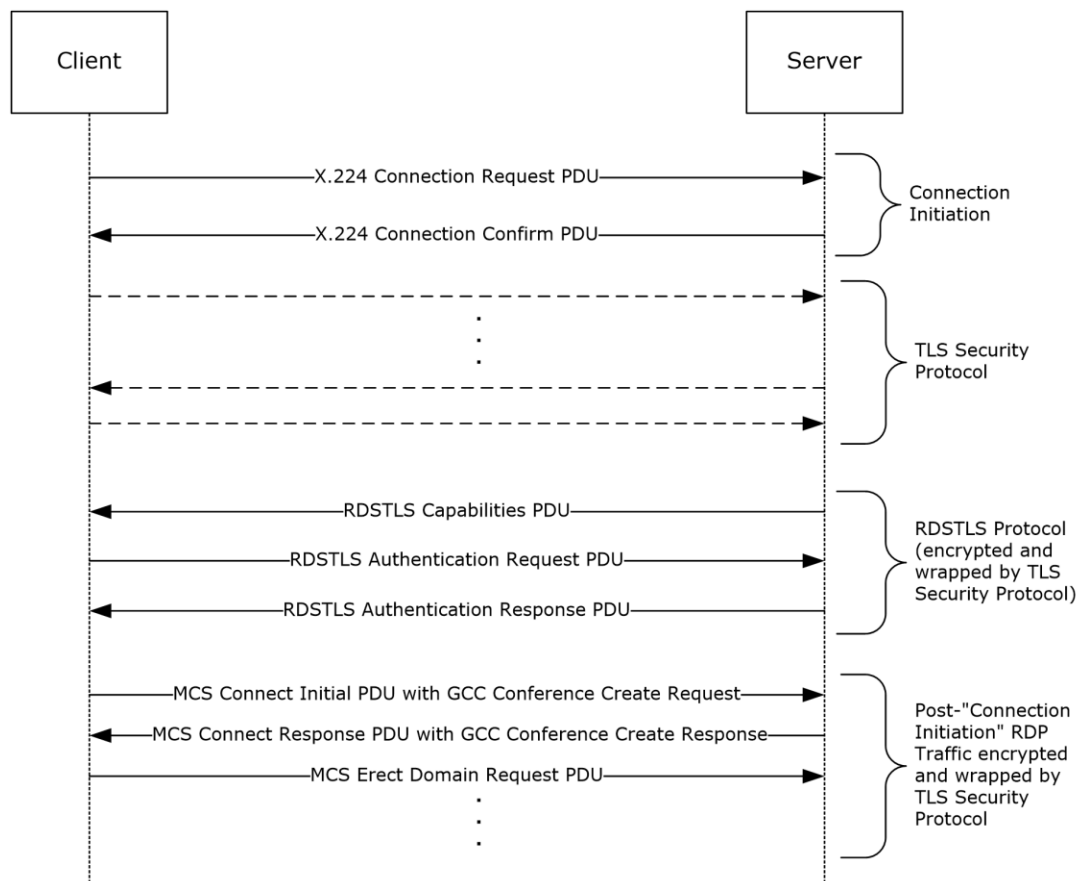 Client
Server
X.224 Connection Request PDU
X.224 Connection Confirm PDU
Connection
Initiation
TLS Security
Protocol
RDSTLS Capabilities PDU
RDSTLS Authentication Request PDU
RDSTLS Authentication Response PDU
RDSTLS Protocol
(encrypted and
wrapped by TLS
Security Protocol)
MCS Connect Initial PDU with GCC Conference Create Request
MCS Connect Response PDU with GCC Conference Create Response
MCS Erect Domain Request PDU
Post-"Connection
Initiation" RDP
Traffic encrypted
and wrapped by
TLS Security
Protocol